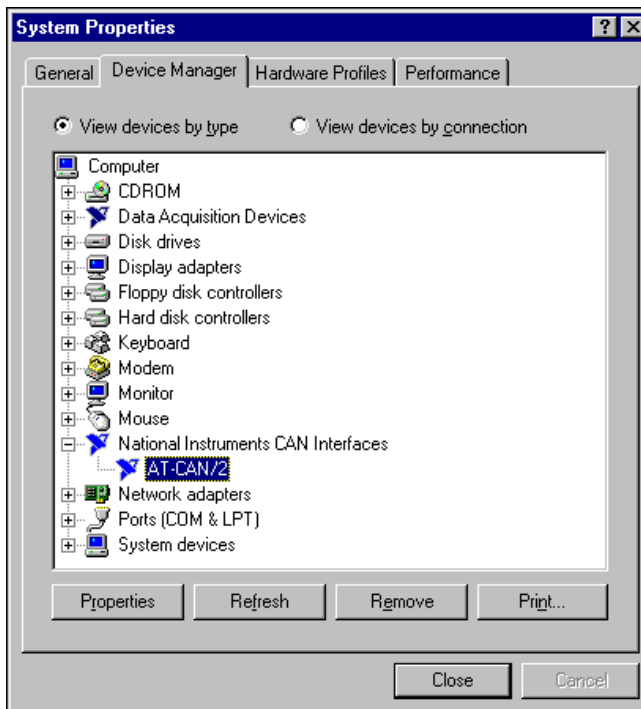 System Properties
General Device Manager Hardware Profiles Performance
View devices by type View devices by connection
Computer
CDROM
Data Acquisition Devices
Disk drives
Display adapters
Floppy disk controllers
Hard disk controllers
Keyboard
Modem
Monitor
Mouse
National Instruments CAN Interfaces
AT-CAN/2
Network adapters
Ports (COM & LPT)
System devices
Properties Refresh Remove Print...
Close Cancel